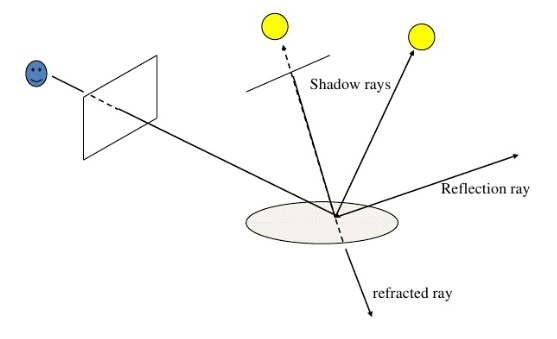 Shadow rays
Reflection ray
refracted ray